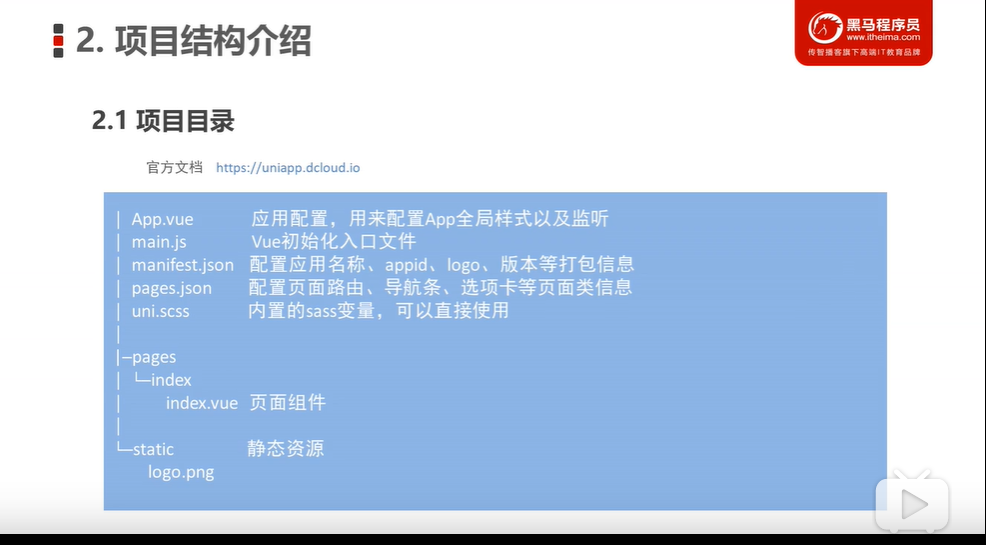 2. 项目结构介绍
黑马程序员
www.itheima.com
传智播客旗下高端IT教育品牌
2.1 项目目录
官方文档 https://uniapp.dcloud.io
│ App.vue 应用配置，用来配置App全局样式以及监听
│ main.js Vue初始化入口文件
│ manifest.json 配置应用名称、appid、logo、版本等打包信息
│ pages.json 配置页面路由、导航条、选项卡等页面类信息
│ uni.scss 内置的sass变量，可以直接使用
│
├─pages
│ └─index
│ index.vue 页面组件
│
└─static 静态资源
logo.png